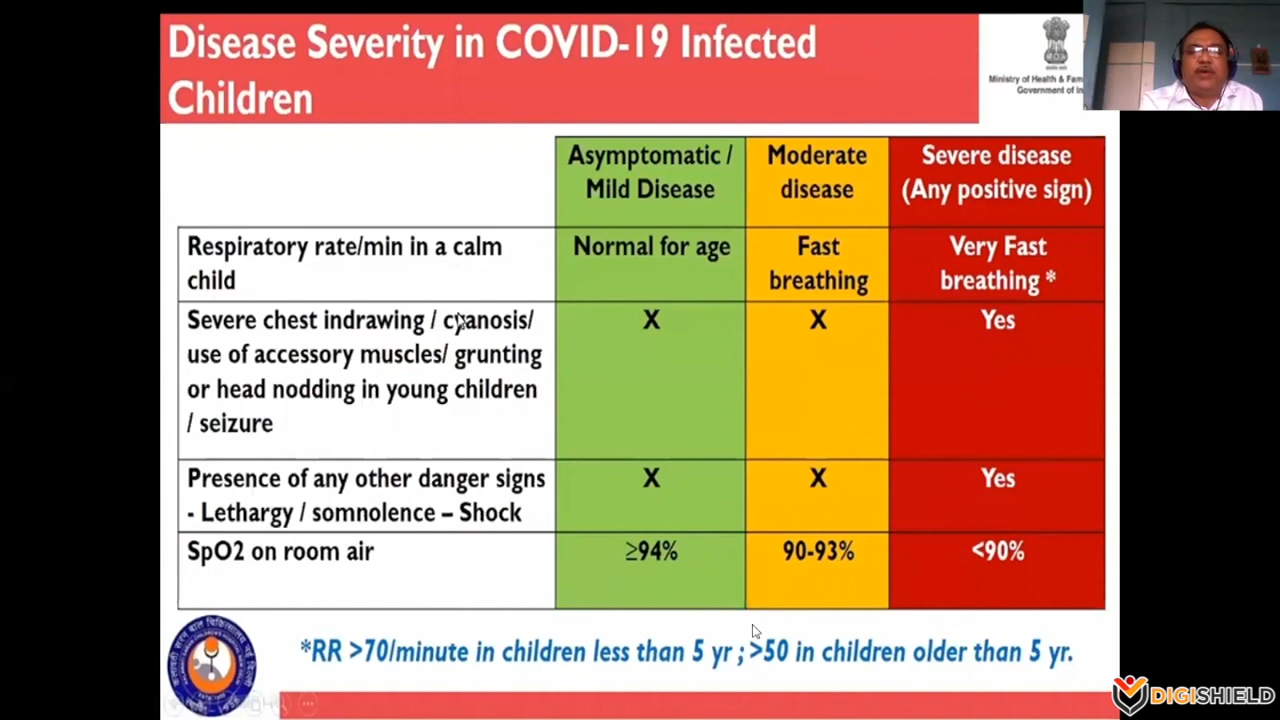 Disease Severity in COVID-19 Infected
Children
Ministry of Health & Fam
Government of In
Asymptomatic /
Mild Disease
Moderate
disease
Severe disease
(Any positive sign)
Respiratory rate/min in a calm
child
Normal for age
Fast
breathing
Very Fast
breathing *
Severe chest indrawing / cyanosis/
use of accessory muscles/ grunting
or head nodding in young children
/ seizure
X
X
Yes
Presence of any other danger signs
- Lethargy / somnolence – Shock
X
X
Yes
SpO2 on room air
≥94%
90-93%
<90%
*RR >70/minute in children less than 5 yr ; >50 in children older than 5 yr.
DIGISHIELD